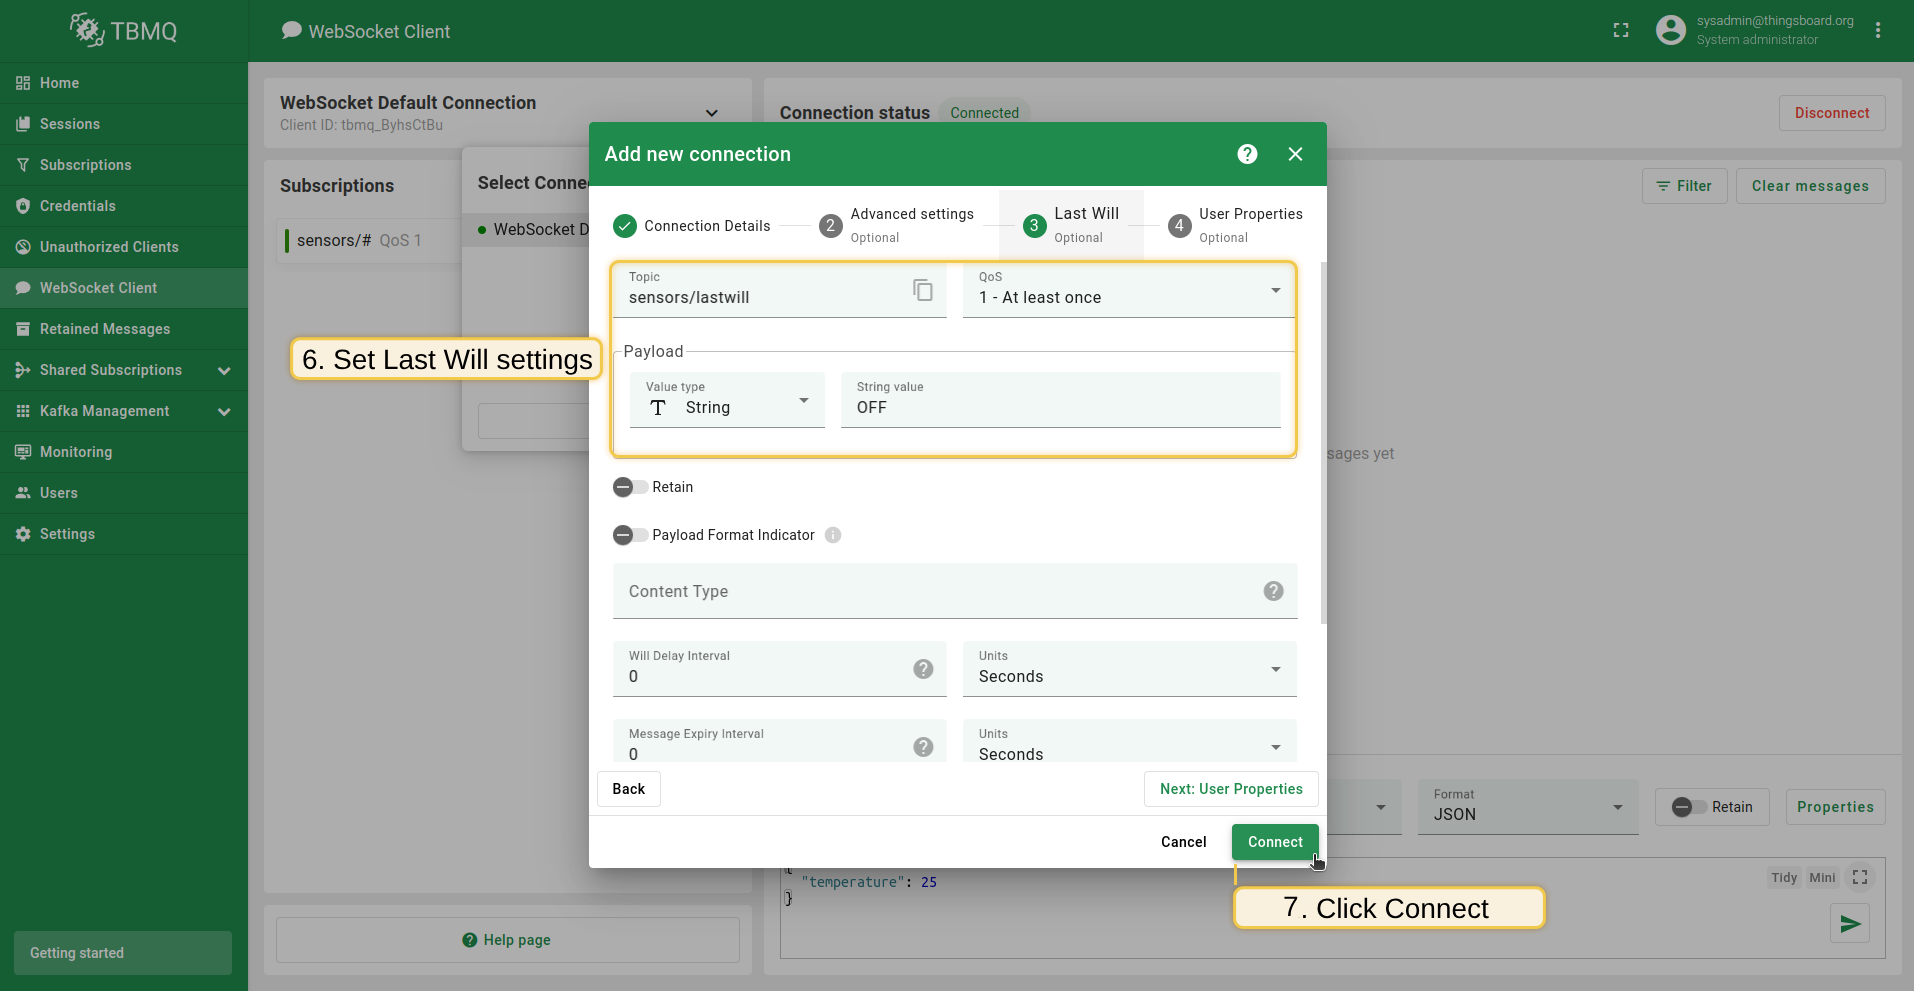 TBMQ
WebSocket Client
sysadmin@thingsboard.org
System administrator
Home
Sessions
Subscriptions
Credentials
Unauthorized Clients
WebSocket Client
Retained Messages
Shared Subscriptions
Kafka Management
Monitoring
Users
Settings
Getting started
WebSocket Default Connection
Client ID: tbmq_ByhsCtBu
Connection status
Connected
Disconnect
Subscriptions
sensors/# QoS 1
Select Conne
WebSocket D
Filter
Clear messages
Add new connection
Connection Details
2
Advanced settings
Optional
3
Last Will
Optional
4
User Properties
Optional
Topic
sensors/lastwill
QoS
1 - At least once
6. Set Last Will settings
Payload
Value type
String
String value
OFF
sages yet
Retain
Payload Format Indicator
Content Type
Will Delay Interval
0
Units
Seconds
Message Expiry Interval
0
Units
Seconds
Back
Next: User Properties
Cancel
Connect
Format
JSON
Retain
Properties
{
"temperature": 25
}
Tidy
Mini
7. Click Connect
Help page